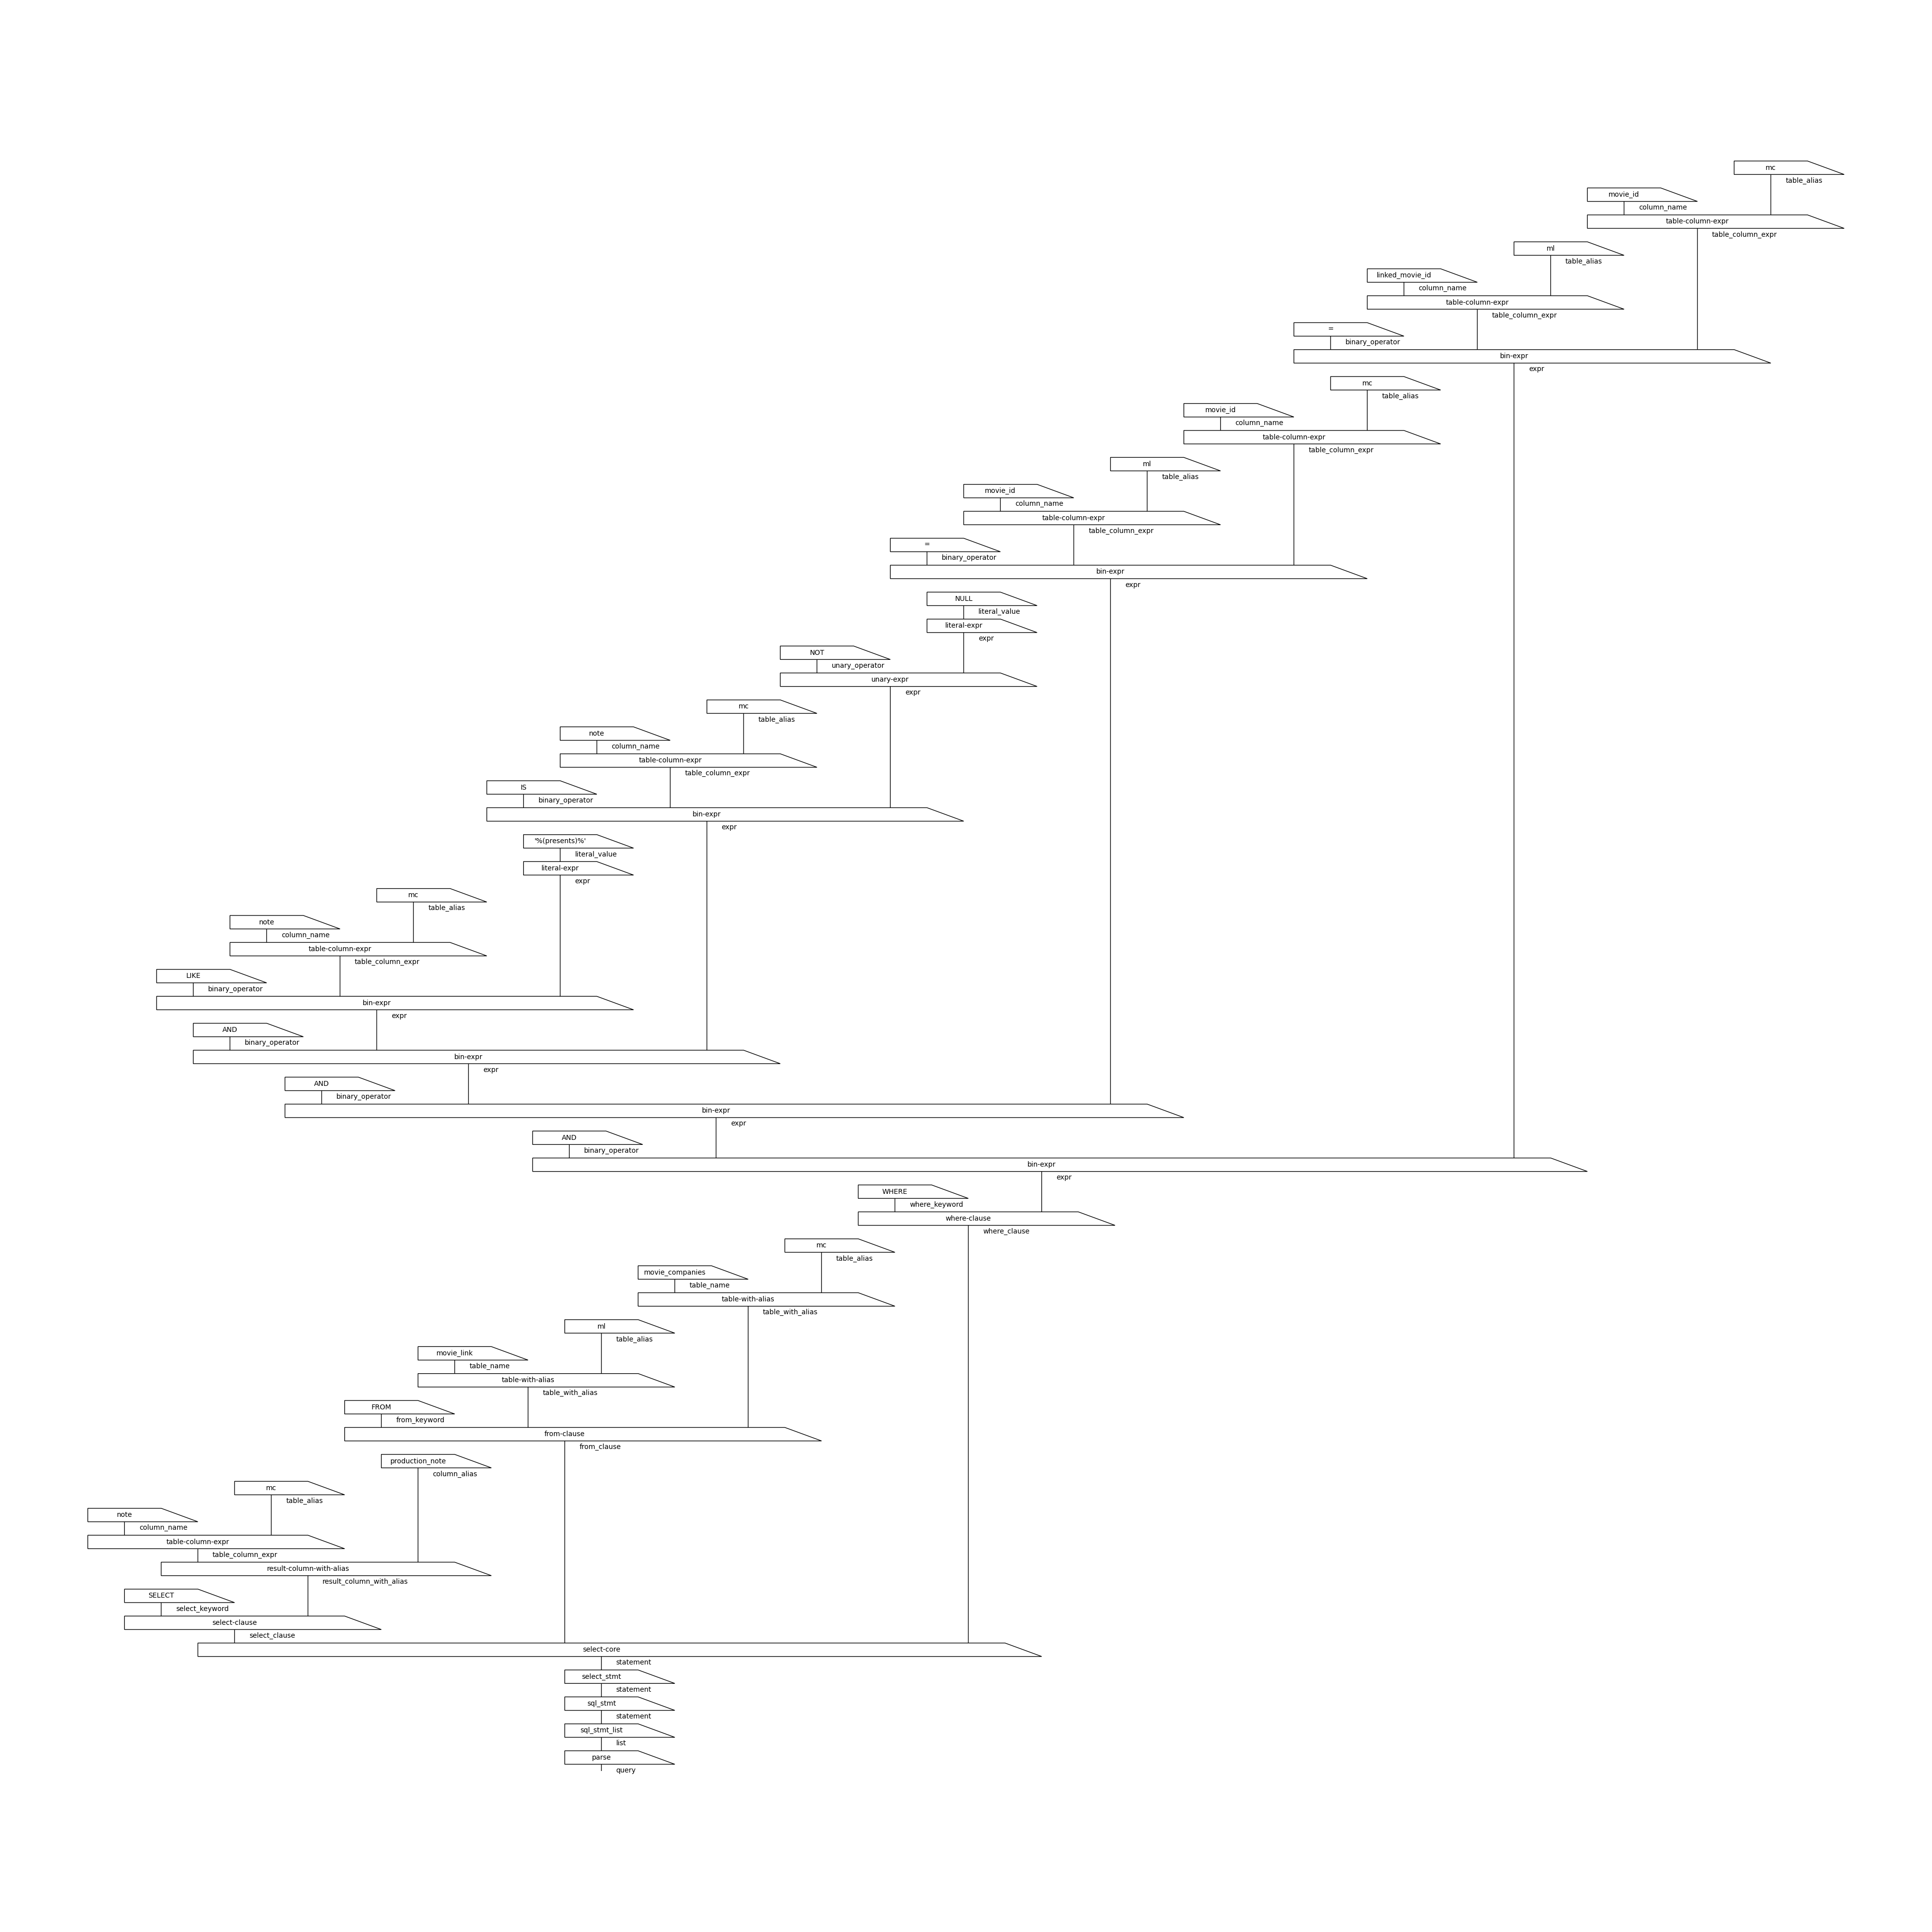 mc
table_alias
movie_id
column_name
table-column-expr
table_column_expr
ml
table_alias
linked_movie_id
column_name
table-column-expr
table_column_expr
=
binary_operator
bin-expr
expr
mc
table_alias
movie_id
column_name
table-column-expr
table_column_expr
ml
table_alias
movie_id
column_name
table-column-expr
table_column_expr
=
binary_operator
bin-expr
expr
NULL
literal_value
literal-expr
expr
NOT
unary_operator
unary-expr
expr
mc
table_alias
note
column_name
table-column-expr
table_column_expr
IS
binary_operator
bin-expr
expr
'%(presents)%'
literal_value
literal-expr
expr
mc
table_alias
note
column_name
table-column-expr
table_column_expr
LIKE
binary_operator
bin-expr
expr
AND
binary_operator
bin-expr
expr
AND
binary_operator
bin-expr
expr
AND
binary_operator
bin-expr
expr
WHERE
where_keyword
where-clause
where_clause
mc
table_alias
movie_companies
table_name
table-with-alias
table_with_alias
ml
table_alias
movie_link
table_name
table-with-alias
table_with_alias
FROM
from_keyword
from-clause
from_clause
production_note
column_alias
mc
table_alias
note
column_name
table-column-expr
table_column_expr
result-column-with-alias
result_column_with_alias
SELECT
select_keyword
select-clause
select_clause
select-core
statement
select_stmt
statement
sql_stmt
statement
sql_stmt_list
list
parse
query